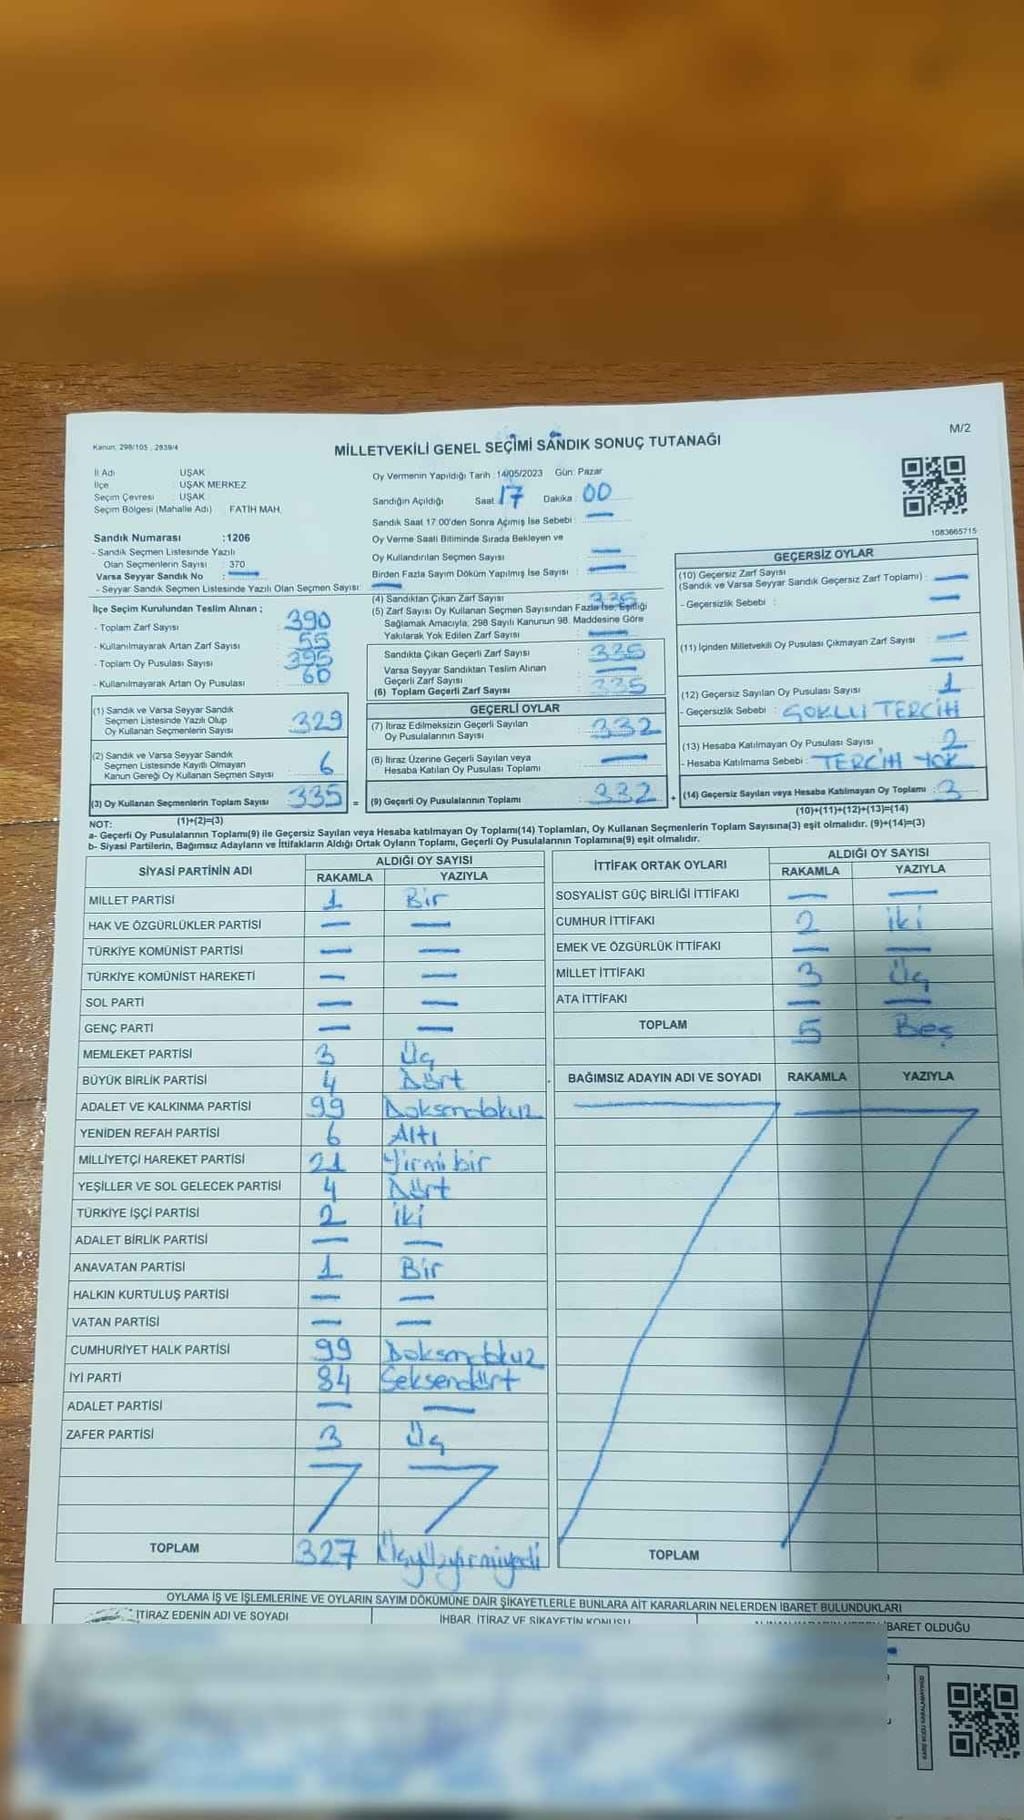 M/2
Kanun: 298/105 , 2839/4
MİLLETVEKİLİ GENEL SEÇİMİ SANDIK SONUÇ TUTANAĞI
İl Adı : UŞAK
İlçe : UŞAK MERKEZ
Seçim Çevresi : UŞAK
Seçim Bölgesi (Mahalle Adı) FATİH MAH.
Sandık Numarası :1206
- Sandık Seçmen Listesinde Yazılı
Olan Seçmenlerin Sayısı : 370
Varsa Seyyar Sandık No : —
- Seyyar Sandık Seçmen Listesinde Yazılı Olan Seçmen Sayısı: —
İlçe Seçim Kurulundan Teslim Alınan ;
- Toplam Zarf Sayısı : 390
- Kullanılmayarak Artan Zarf Sayısı : 55
- Toplam Oy Pusulası Sayısı : 395
- Kullanılmayarak Artan Oy Pusulası : 60
(1) Sandık ve Varsa Seyyar Sandık
Seçmen Listesinde Yazılı Olup
Oy Kullanan Seçmenlerin Sayısı : 329
(2) Sandık ve Varsa Seyyar Sandık
Seçmen Listesinde Kayıtlı Olmayan
Kanun Gereği Oy Kullanan Seçmen Sayısı : 6
(3) Oy Kullanan Seçmenlerin Toplam Sayısı : 335 =
(1)+(2)=(3)
Oy Vermenin Yapıldığı Tarih :14/05/2023 Gün: Pazar
Sandığın Açıldığı Saat: 17 Dakika : 00
Sandık Saat 17.00'den Sonra Açılmış İse Sebebi : —
Oy Verme Saati Bitiminde Sırada Bekleyen ve
Oy Kullandırılan Seçmen Sayısı : —
Birden Fazla Sayım Döküm Yapılmış İse Sayısı : —
(4) Sandıktan Çıkan Zarf Sayısı : 335
(5) Zarf Sayısı Oy Kullanan Seçmen Sayısından Fazla İse, Eşitliği
Sağlamak Amacıyla; 298 Sayılı Kanunun 98. Maddesine Göre
Yakılarak Yok Edilen Zarf Sayısı : —
Sandıkta Çıkan Geçerli Zarf Sayısı : 335
Varsa Seyyar Sandıktan Teslim Alınan
Geçerli Zarf Sayısı : —
(6) Toplam Geçerli Zarf Sayısı : 335
GEÇERLİ OYLAR
(7) İtiraz Edilmeksizin Geçerli Sayılan
Oy Pusulalarının Sayısı : 332
(8) İtiraz Üzerine Geçerli Sayılan veya
Hesaba Katılan Oy Pusulası Toplamı : —
(9) Geçerli Oy Pusulalarının Toplamı : 332 +
1083665715
GEÇERSİZ OYLAR
(10) Geçersiz Zarf Sayısı
(Sandık ve Varsa Seyyar Sandık Geçersiz Zarf Toplamı) : —
- Geçersizlik Sebebi : —
(11) İçinden Milletvekili Oy Pusulası Çıkmayan Zarf Sayısı : —
—
(12) Geçersiz Sayılan Oy Pusulası Sayısı : 1
- Geçersizlik Sebebi : ÇOKLU TERCİH
(13) Hesaba Katılmayan Oy Pusulası Sayısı : 2
- Hesaba Katılmama Sebebi : TERCİH YOK
(14) Geçersiz Sayılan veya Hesaba Katılmayan Oy Toplamı : 3
(10)+(11)+(12)+(13)=(14)
NOT:
a- Geçerli Oy Pusulalarının Toplamı(9) ile Geçersiz Sayılan veya Hesaba katılmayan Oy Toplamı(14) Toplamları, Oy Kullanan Seçmenlerin Toplam Sayısına(3) eşit olmalıdır. (9)+(14)=(3)
b- Siyasi Partilerin, Bağımsız Adayların ve İttifakların Aldığı Ortak Oyların Toplamı, Geçerli Oy Pusulalarının Toplamına(9) eşit olmalıdır.
SİYASİ PARTİNİN ADI ALDIĞI OY SAYISI
RAKAMLA YAZIYLA
MİLLET PARTİSİ 1 Bir
HAK VE ÖZGÜRLÜKLER PARTİSİ — —
TÜRKİYE KOMÜNİST PARTİSİ — —
TÜRKİYE KOMÜNİST HAREKETİ — —
SOL PARTİ — —
GENÇ PARTİ — —
MEMLEKET PARTİSİ 3 Üç
BÜYÜK BİRLİK PARTİSİ 4 Dört
ADALET VE KALKINMA PARTİSİ 99 Doksandokuz
YENİDEN REFAH PARTİSİ 6 Altı
MİLLİYETÇİ HAREKET PARTİSİ 21 Yirmi bir
YEŞİLLER VE SOL GELECEK PARTİSİ 4 Dört
TÜRKİYE İŞÇİ PARTİSİ 2 iki
ADALET BİRLİK PARTİSİ — —
ANAVATAN PARTİSİ 1 Bir
HALKIN KURTULUŞ PARTİSİ — —
VATAN PARTİSİ — —
CUMHURİYET HALK PARTİSİ 99 Doksandokuz
İYİ PARTİ 84 Seksendört
ADALET PARTİSİ — —
ZAFER PARTİSİ 3 Üç
TOPLAM 327 Üçyüzyirmiyedi
İTTİFAK ORTAK OYLARI ALDIĞI OY SAYISI
RAKAMLA YAZIYLA
SOSYALİST GÜÇ BİRLİĞİ İTTİFAKI — —
CUMHUR İTTİFAKI 2 iki
EMEK VE ÖZGÜRLÜK İTTİFAKI — —
MİLLET İTTİFAKI 3 Üç
ATA İTTİFAKI — —
TOPLAM 5 Beş
BAĞIMSIZ ADAYIN ADI VE SOYADI RAKAMLA YAZIYLA
TOPLAM
OYLAMA İŞ VE İŞLEMLERİNE VE OYLARIN SAYIM DÖKÜMÜNE DAİR ŞİKAYETLERLE BUNLARA AİT KARARLARIN NELERDEN İBARET BULUNDUKLARI
İTİRAZ EDENİN ADI VE SOYADI İHBAR, İTİRAZ VE ŞİKAYETİN KONUSU İBARET OLDUĞU